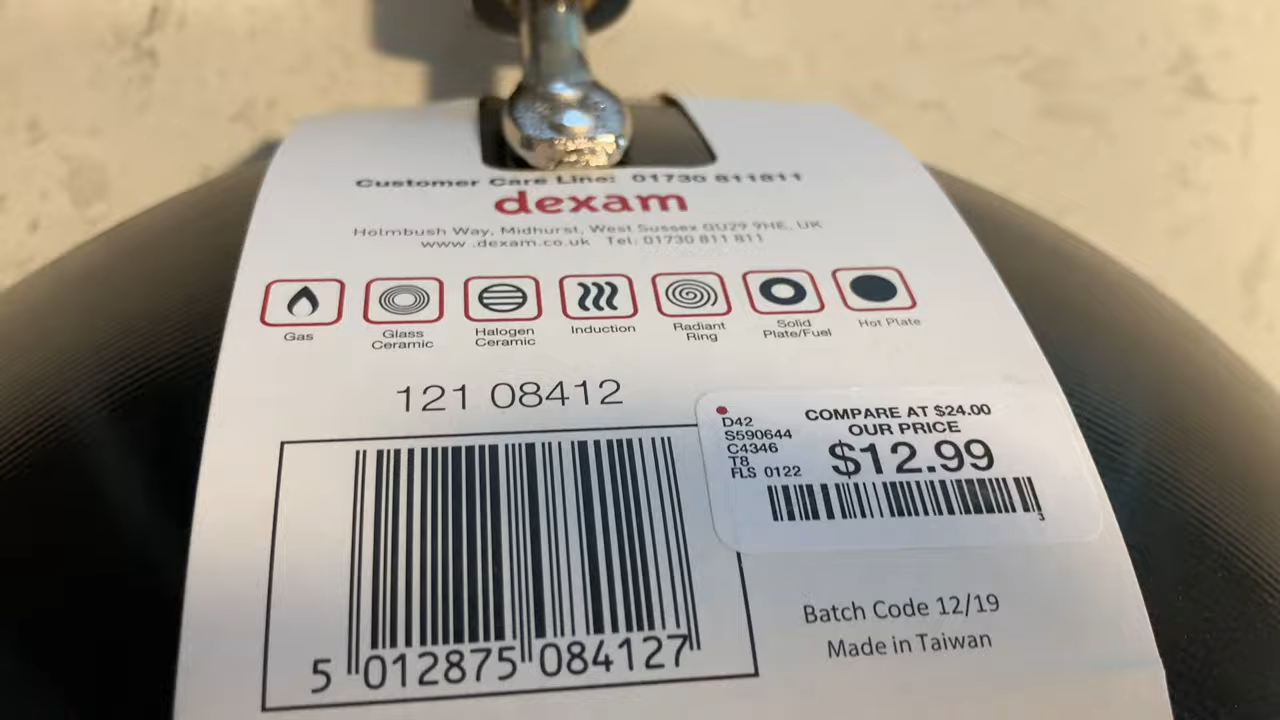 Customer Care Line: 01730 811811
dexam
Holmbush Way, Midhurst, West Sussex GU29 9HE, UK
www.dexam.co.uk Tel: 01730 811 811
Gas
Glass Ceramic
Halogen Ceramic
Induction
Radiant Ring
Solid Plate/Fuel
Hot Plate
121 08412
D42
S590644
C4346
T8
FLS 0122
COMPARE AT $24.00
OUR PRICE
$12.99
3
5 012875 084127
Batch Code 12/19
Made in Taiwan